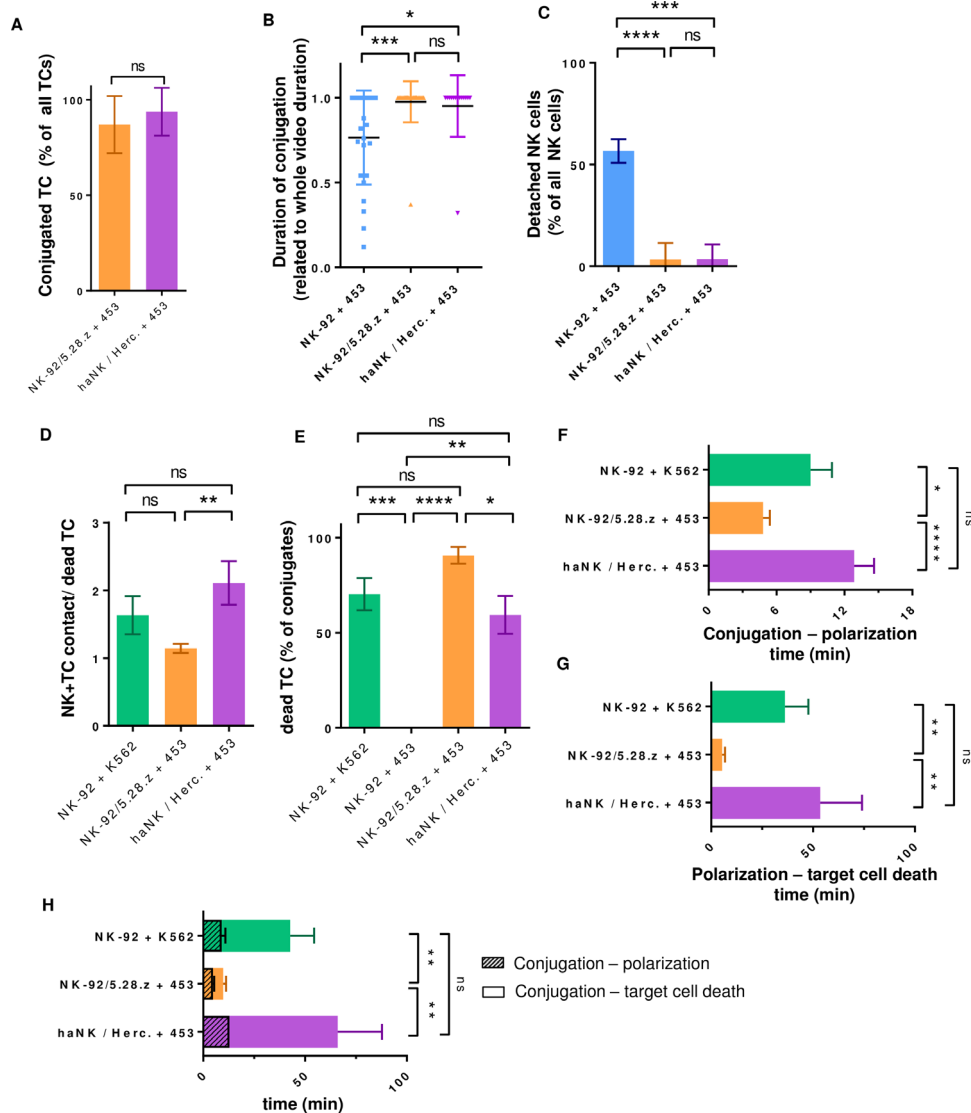 A
ns
Conjugated TC (% of all TCs)
100
50
0
NK-92/5.28.z + 453
haNK / Herc. + 453
B
*
***
ns
Duration of conjugation
(related to whole video duration)
1.0
0.5
0.0
NK-92 + 453
NK-92/5.28.z + 453
haNK / Herc. + 453
C
***
****
ns
Detached NK cells
(% of all NK cells)
100
50
0
NK-92 + 453
NK-92/5.28.z + 453
haNK / Herc. + 453
D
ns
ns
**
NK+TC contact/ dead TC
3
2
1
0
NK-92 + K562
NK-92/5.28.z + 453
haNK / Herc. + 453
E
ns
**
ns
***
****
*
dead TC (% of conjugates)
100
50
0
NK-92 + K562
NK-92 + 453
NK-92/5.28.z + 453
haNK / Herc. + 453
F
NK-92 + K562
NK-92/5.28.z + 453
haNK / Herc. + 453
*
****
ns
0
6
12
18
Conjugation – polarization
time (min)
G
NK-92 + K562
NK-92/5.28.z + 453
haNK / Herc. + 453
**
**
ns
0
50
100
Polarization – target cell death
time (min)
H
NK-92 + K562
NK-92/5.28.z + 453
haNK / Herc. + 453
**
**
ns
0
50
100
time (min)
Conjugation – polarization
Conjugation – target cell death